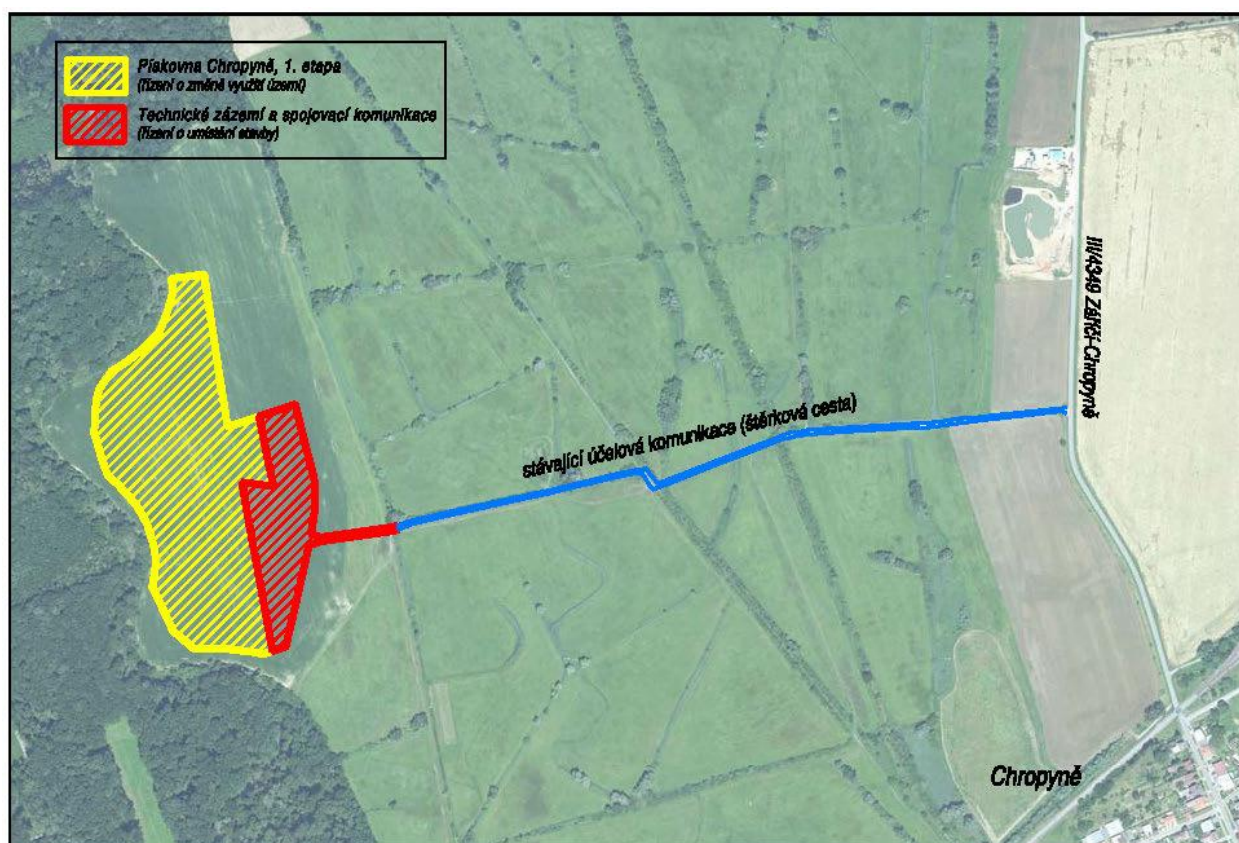 Pískovna Chropyně, 1. etapa
(řízení o změně využití území)
Technické zázemí a spojovací komunikace
(řízení o umístění stavby)
III/4349 Záříčí-Chropyně
stávající účelová komunikace (štěrková cesta)
Chropyně